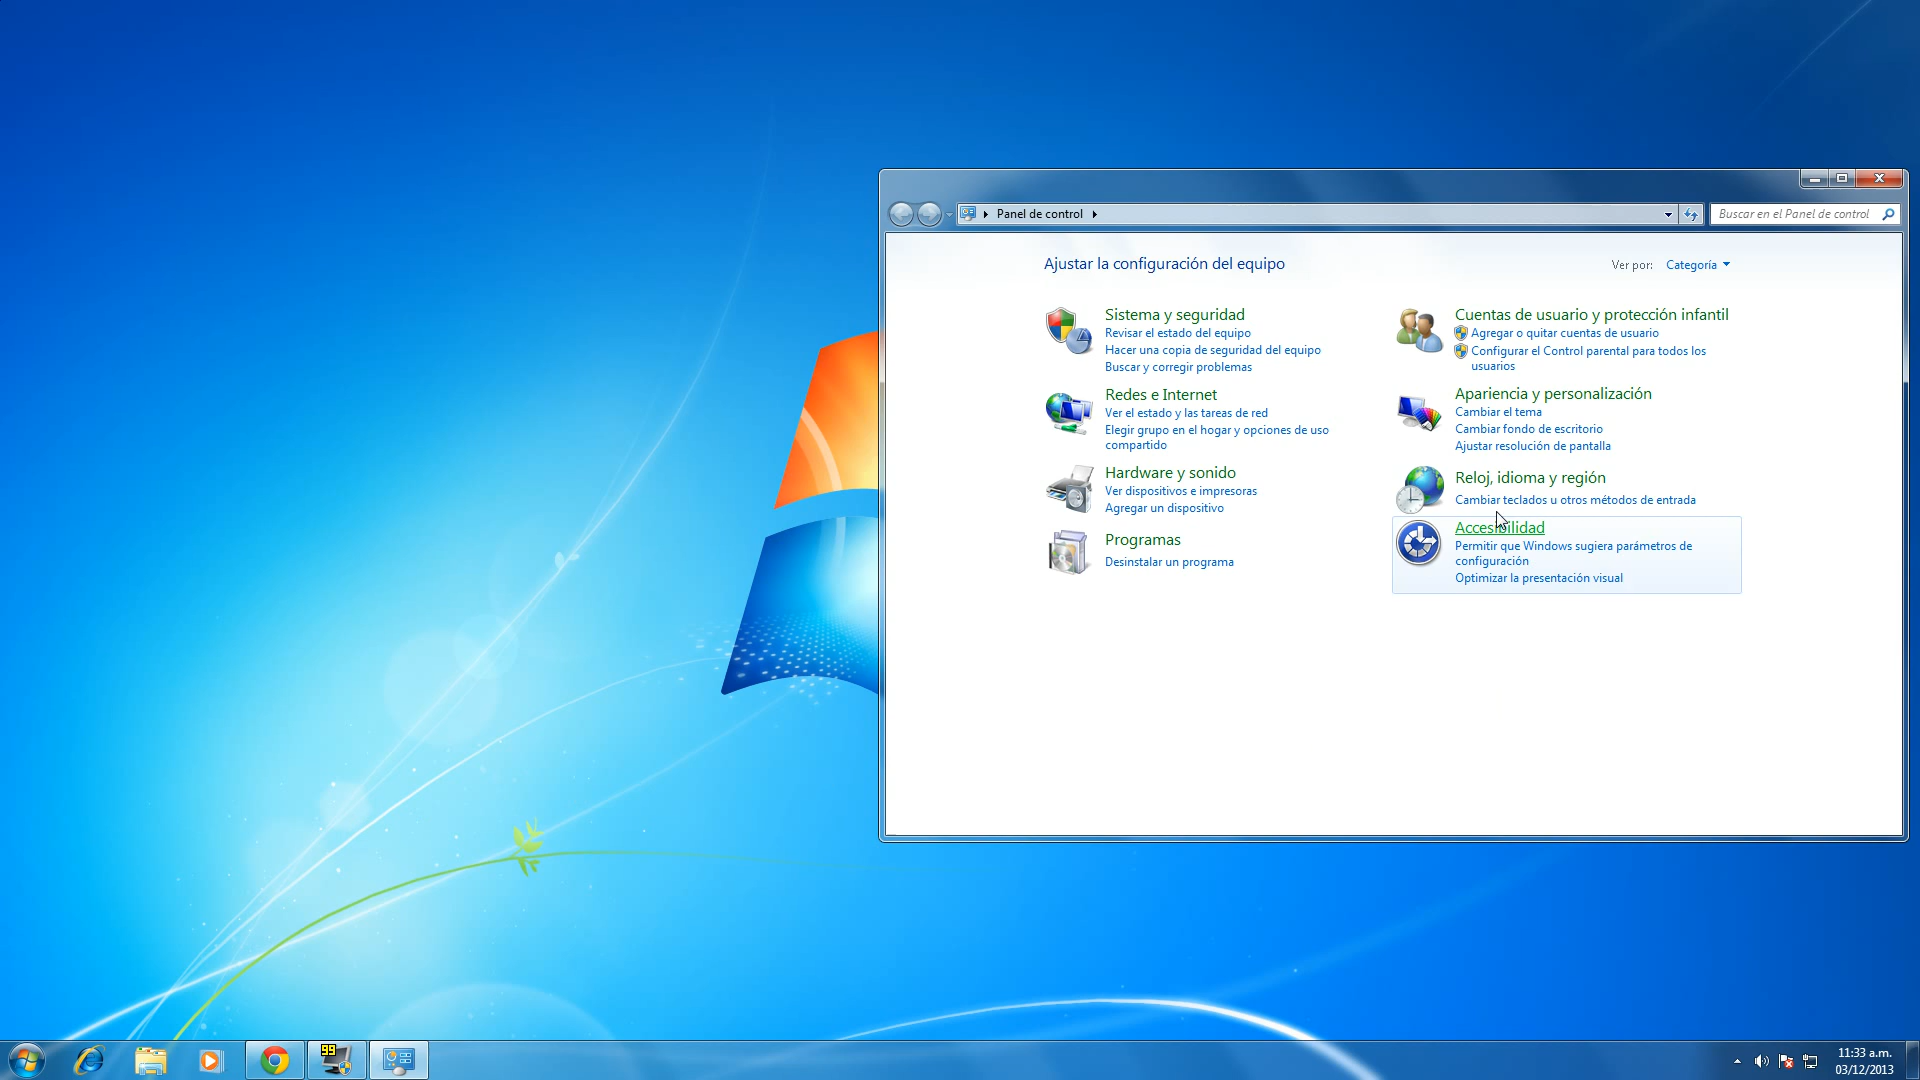 Panel de control
Buscar en el Panel de control
Ajustar la configuración del equipo
Ver por: Categoría
Sistema y seguridad
Revisar el estado del equipo
Hacer una copia de seguridad del equipo
Buscar y corregir problemas
Redes e Internet
Ver el estado y las tareas de red
Elegir grupo en el hogar y opciones de uso
compartido
Hardware y sonido
Ver dispositivos e impresoras
Agregar un dispositivo
Programas
Desinstalar un programa
Cuentas de usuario y protección infantil
Agregar o quitar cuentas de usuario
Configurar el Control parental para todos los
usuarios
Apariencia y personalización
Cambiar el tema
Cambiar fondo de escritorio
Ajustar resolución de pantalla
Reloj, idioma y región
Cambiar teclados u otros métodos de entrada
Accesibilidad
Permitir que Windows sugiera parámetros de
configuración
Optimizar la presentación visual
99
11:33 a.m.
03/12/2013